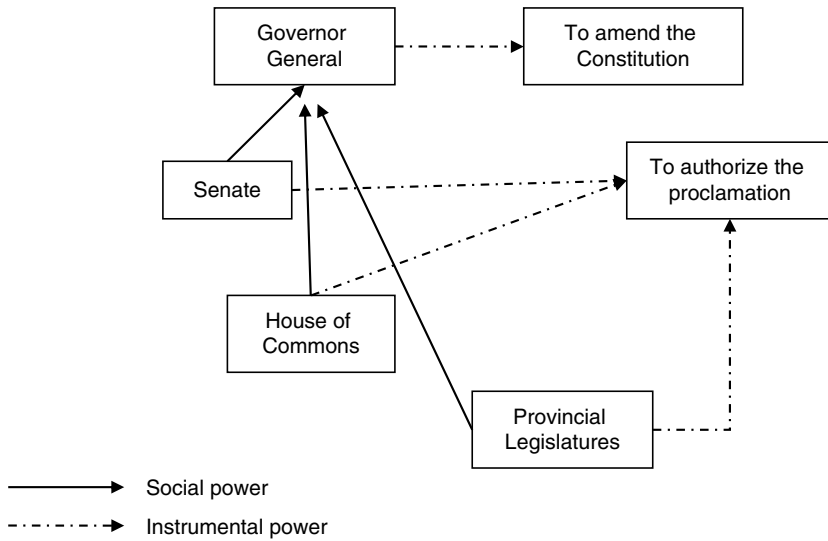 Governor
General
To amend the
Constitution
Senate
To authorize the
proclamation
House of
Commons
Provincial
Legislatures
Social power
Instrumental power